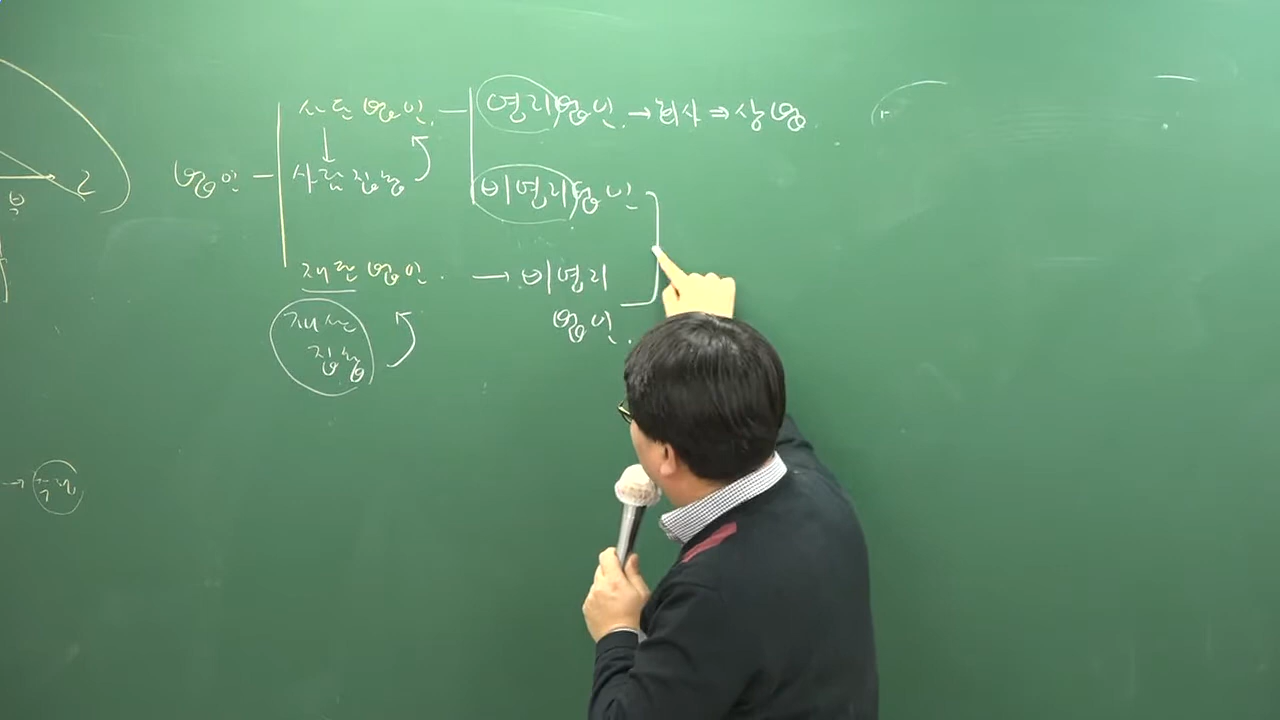 사단법인 영리법인 → 회사 ⇒ 상법
법인 사람집합 비영리법인
재단법인 → 비영리
법인
재산
집합
2